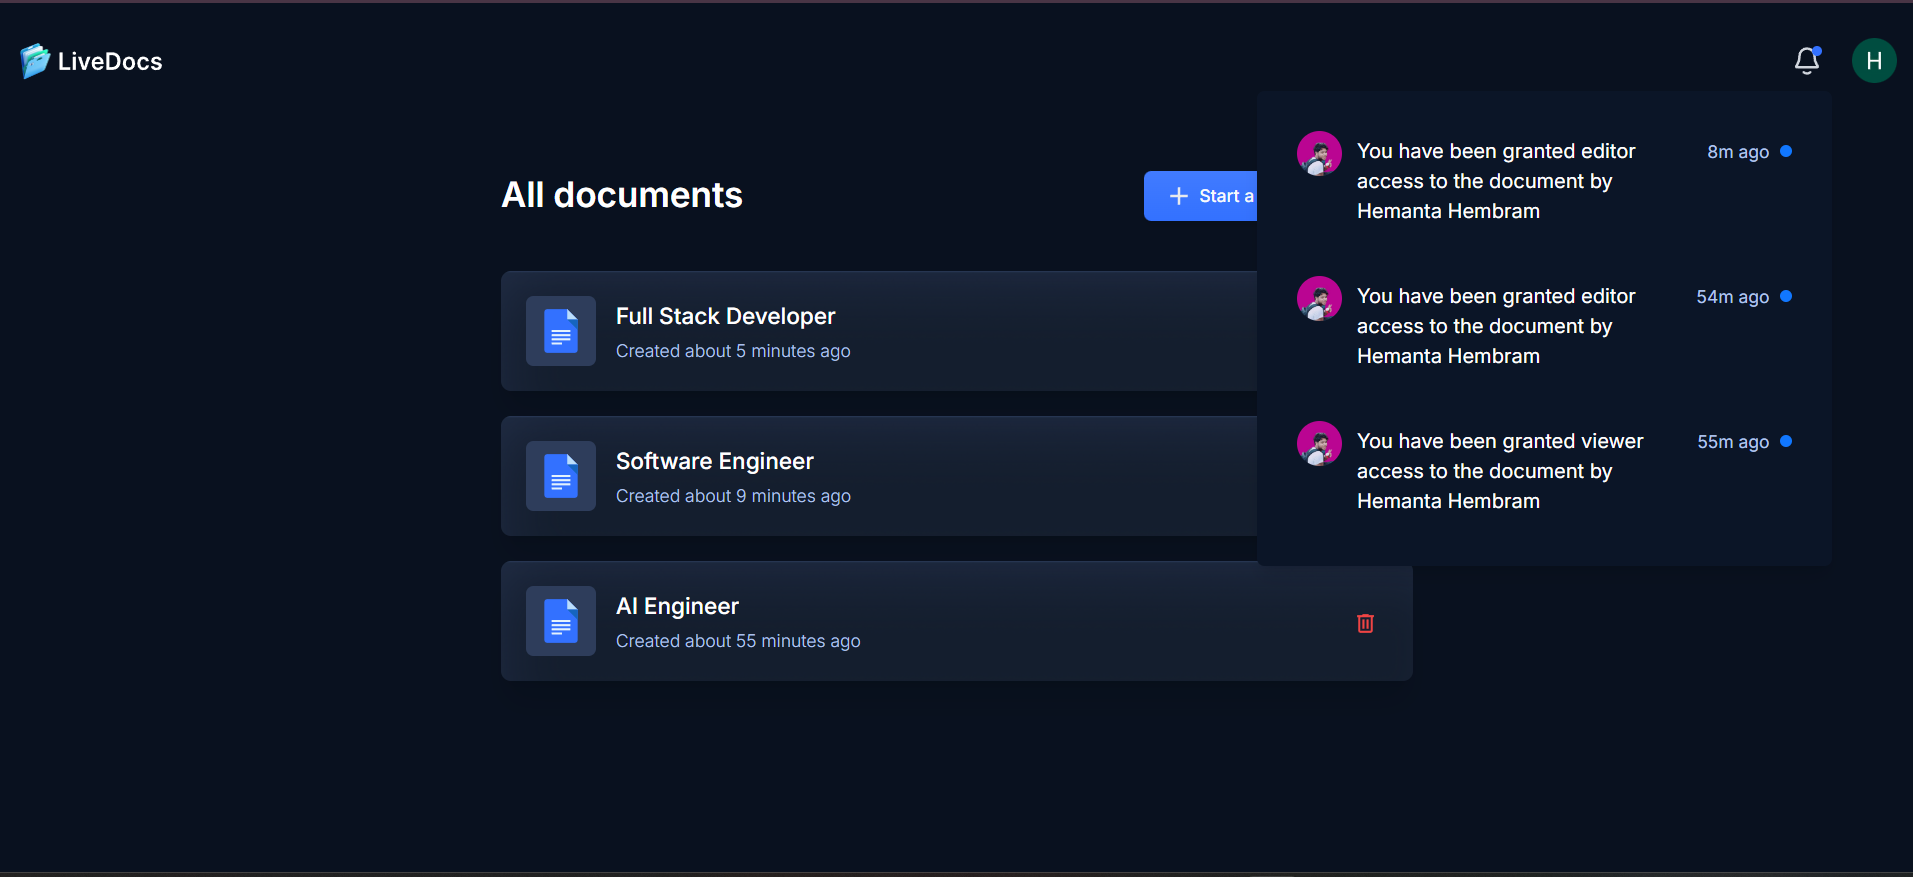 LiveDocs
H
All documents
Start a
Full Stack Developer
Created about 5 minutes ago
Software Engineer
Created about 9 minutes ago
AI Engineer
Created about 55 minutes ago
You have been granted editor
access to the document by
Hemanta Hembram
8m ago
You have been granted editor
access to the document by
Hemanta Hembram
54m ago
You have been granted viewer
access to the document by
Hemanta Hembram
55m ago